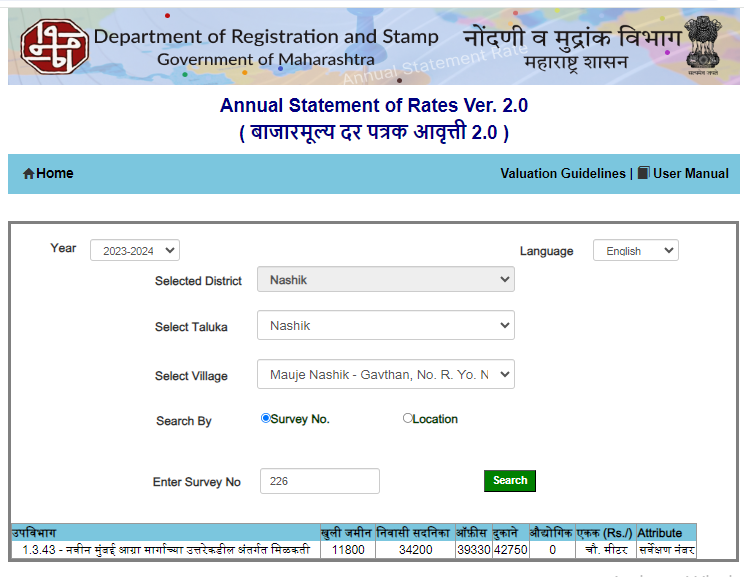 Department of Registration and Stamp
Government of Maharashtra
नोंदणी व मुद्रांक विभाग
महाराष्ट्र शासन
Annual Statement Rate
Annual Statement of Rates Ver. 2.0
( बाजारमूल्य दर पत्रक आवृत्ती 2.0 )
Home
Valuation Guidelines | User Manual
Year 2023-2024 Language English
Selected District Nashik
Select Taluka Nashik
Select Village Mauje Nashik - Gavthan, No. R. Yo. N
Search By Survey No. Location
Enter Survey No 226 Search
उपविभाग खुली जमीन निवासी सदनिका ऑफ़ीस दुकाने औद्योगिक एकक (Rs./) Attribute
1.3.43 - नवीन मुंबई आग्रा मार्गाच्या उत्तरेकडील अंतर्गत मिळकती 11800 34200 39330 42750 0 चौ. मीटर सर्वेक्षण नंबर